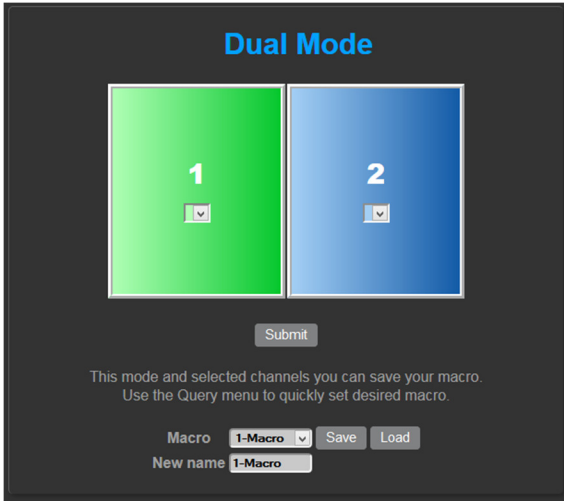 Dual Mode
1
2
Submit
This mode and selected channels you can save your macro.
Use the Query menu to quickly set desired macro.
Macro 1-Macro Save Load
New name 1-Macro